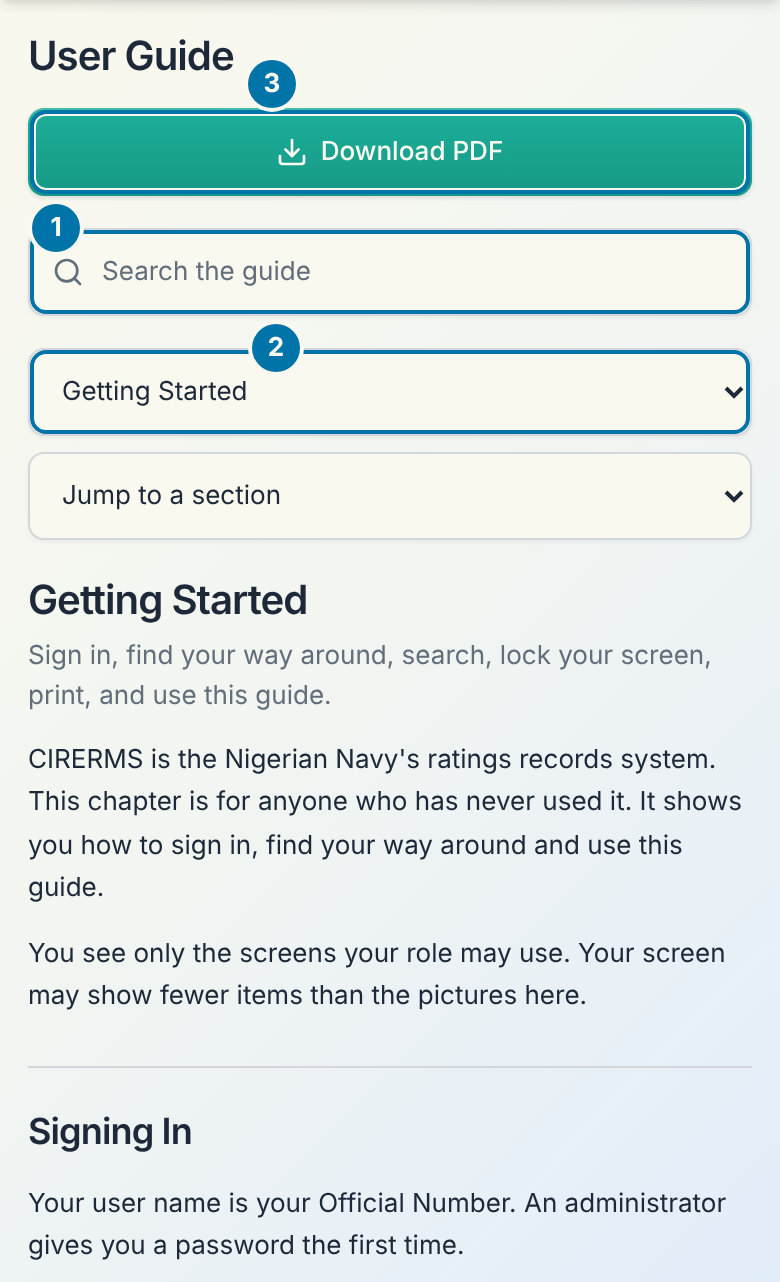 User Guide
3
Download PDF
1
Search the guide
2
Getting Started
Jump to a section
Getting Started
Sign in, find your way around, search, lock your screen,
print, and use this guide.
CIRERMS is the Nigerian Navy's ratings records system.
This chapter is for anyone who has never used it. It shows
you how to sign in, find your way around and use this
guide.
You see only the screens your role may use. Your screen
may show fewer items than the pictures here.
Signing In
Your user name is your Official Number. An administrator
gives you a password the first time.